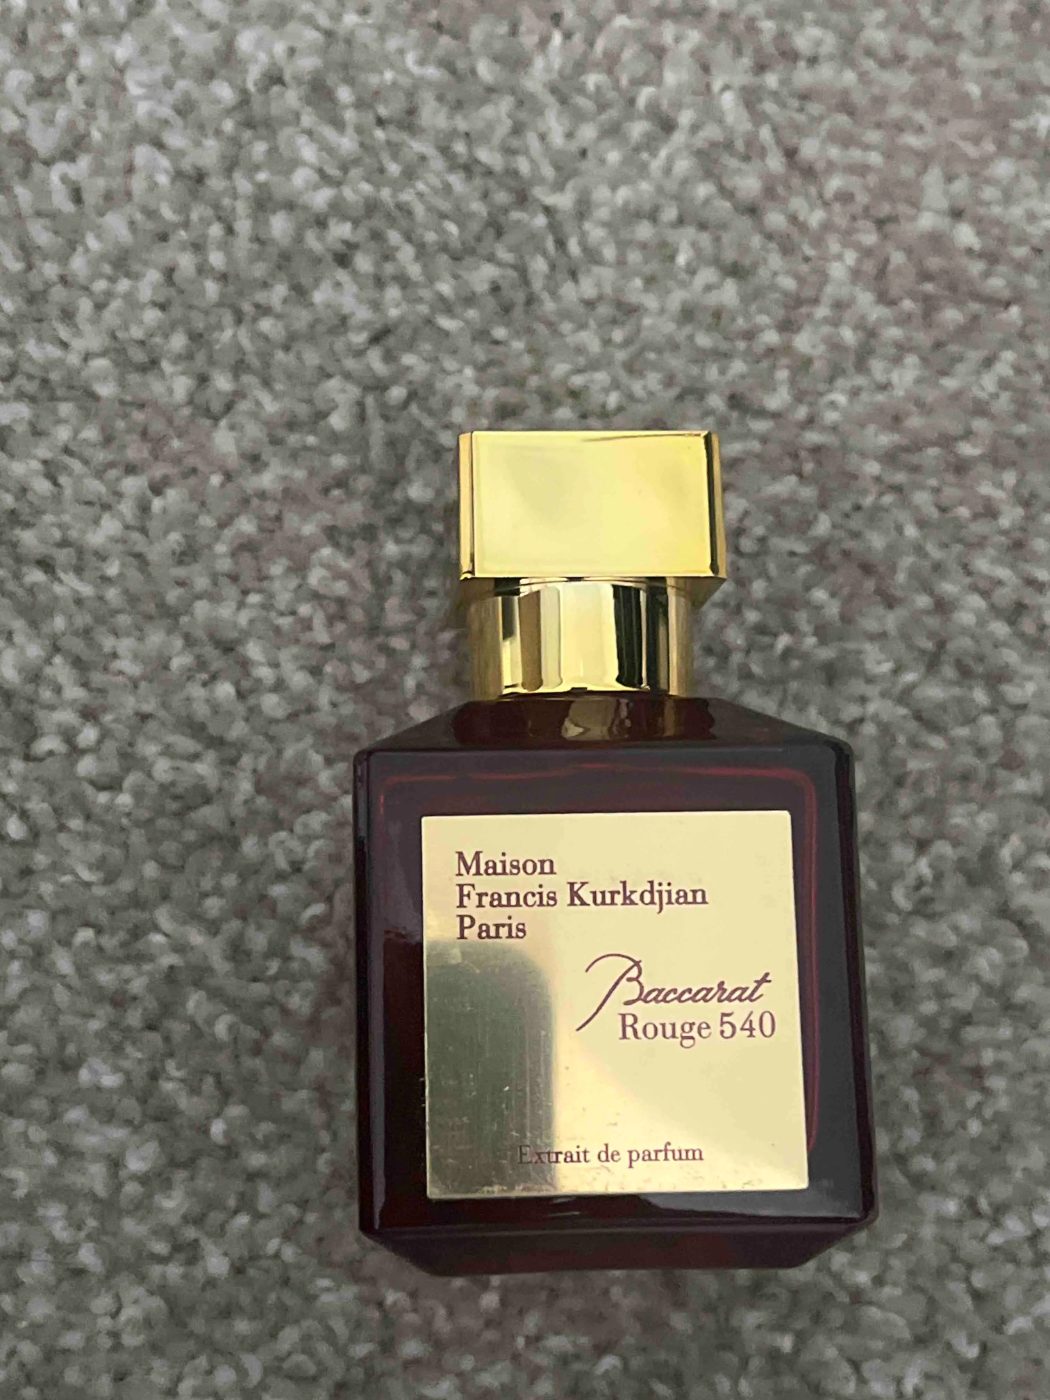 Maison
Francis Kurkdjian
Paris
Baccarat
Rouge 540
Extrait de parfum